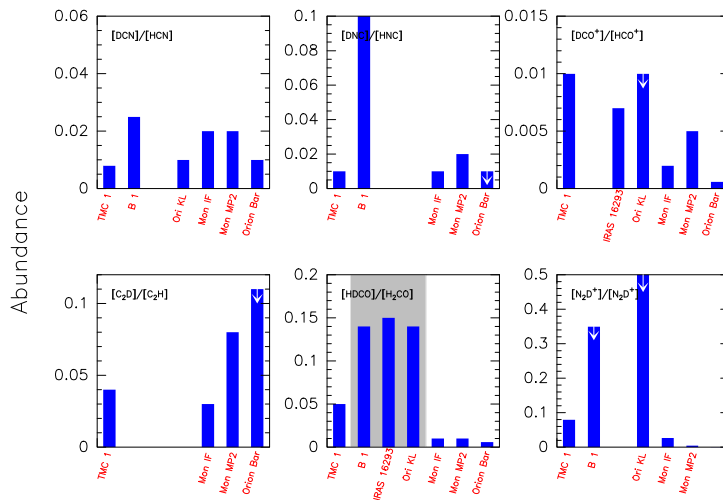 Abundance
[DCN]/[HCN]
0.06
0.04
0.02
0
TMC 1
B 1
Ori KL
Mon IF
Mon MP2
Orion Bar
[DNC]/[HNC]
0.1
0.08
0.06
0.04
0.02
0
TMC 1
B 1
Mon IF
Mon MP2
Orion Bar
[DCO⁺]/[HCO⁺]
0.015
0.01
0.005
0
TMC 1
IRAS 16293
Ori KL
Mon IF
Mon MP2
Orion Bar
[C₂D]/[C₂H]
0.1
0.05
0
TMC 1
Mon IF
Mon MP2
Orion Bar
[HDCO]/[H₂CO]
0.2
0.15
0.1
0.05
0
TMC 1
B 1
IRAS 16293
Ori KL
Mon IF
Mon MP2
Orion Bar
[N₂D⁺]/[N₂D⁺]
0.5
0.4
0.3
0.2
0.1
0
TMC 1
B 1
Ori KL
Mon IF
Mon MP2